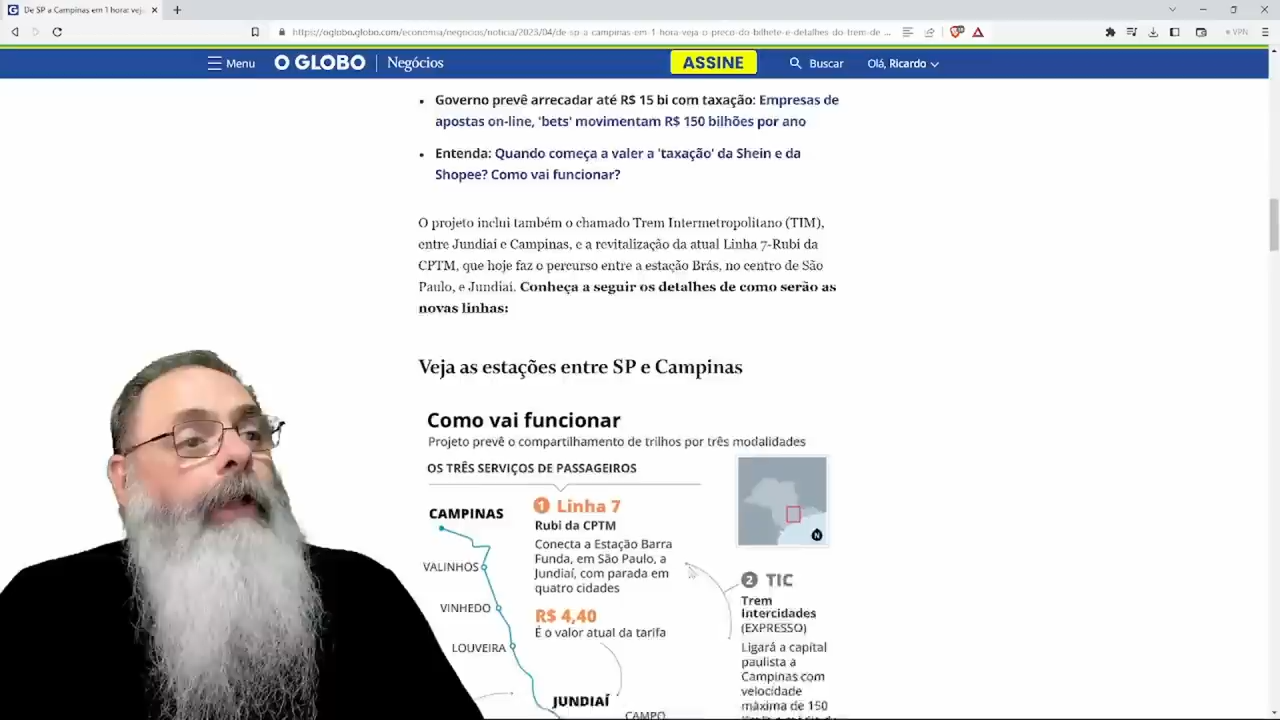 De SP a Campinas em 1 hora: veja
https://oglobo.globo.com/economia/negocios/noticia/2023/04/de-sp-a-campinas-em-1-hora-veja-o-preco-do-bilhete-e-detalhes-do-trem-de ...
VPN
Menu
O GLOBO
Negócios
ASSINE
Buscar
Olá, Ricardo
• Governo prevê arrecadar até R$ 15 bi com taxação: Empresas de
apostas on-line, 'bets' movimentam R$ 150 bilhões por ano
• Entenda: Quando começa a valer a 'taxação' da Shein e da
Shopee? Como vai funcionar?
O projeto inclui também o chamado Trem Intermetropolitano (TIM),
entre Jundiaí e Campinas, e a revitalização da atual Linha 7-Rubi da
CPTM, que hoje faz o percurso entre a estação Brás, no centro de São
Paulo, e Jundiaí. Conheça a seguir os detalhes de como serão as
novas linhas:
Veja as estações entre SP e Campinas
Como vai funcionar
Projeto prevê o compartilhamento de trilhos por três modalidades
OS TRÊS SERVIÇOS DE PASSAGEIROS
CAMPINAS
VALINHOS
VINHEDO
LOUVEIRA
JUNDIAÍ
CAMPO
1 Linha 7
Rubi da CPTM
Conecta a Estação Barra
Funda, em São Paulo, a
Jundiaí, com parada em
quatro cidades
R$ 4,40
É o valor atual da tarifa
N
2 TIC
Trem
Intercidades
(EXPRESSO)
Ligará a capital
paulista a
Campinas com
velocidade
máxima de 150